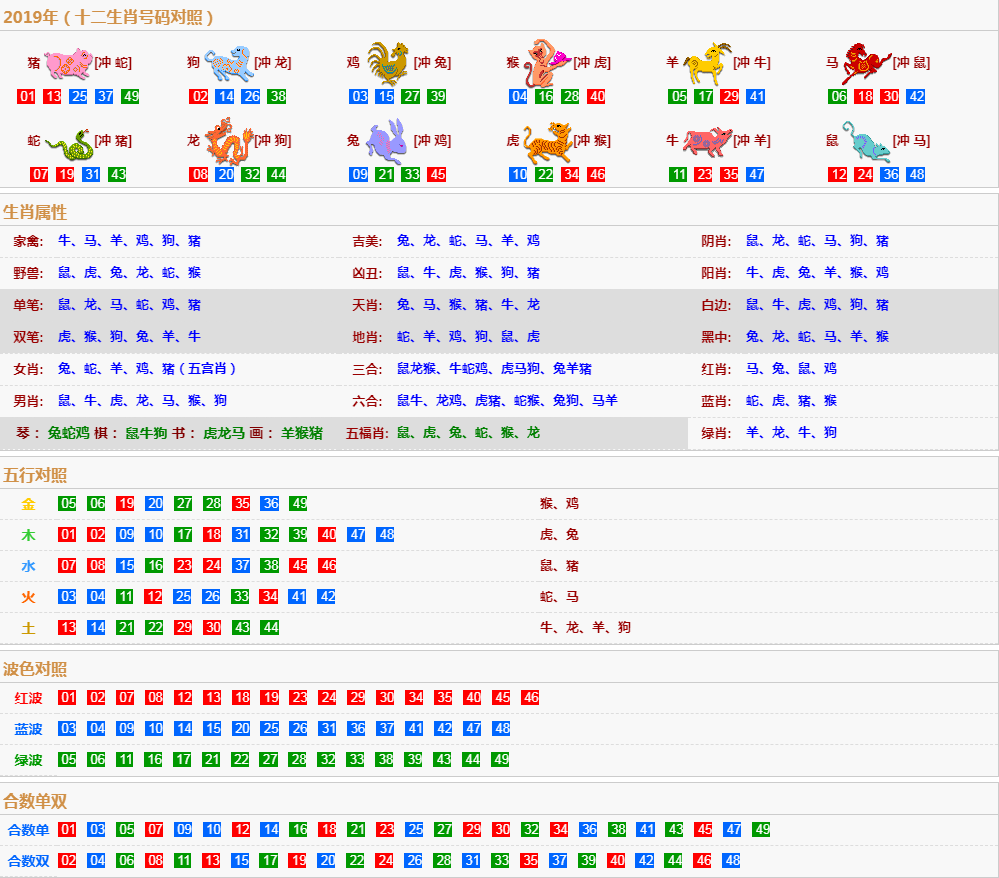 2019年（十二生肖号码对照）
猪 [冲 蛇] 狗 [冲 龙] 鸡 [冲 兔] 猴 [冲 虎] 羊 [冲 牛] 马 [冲 鼠]
01 13 25 37 49 02 14 26 38 03 15 27 39 04 16 28 40 05 17 29 41 06 18 30 42
蛇 [冲 猪] 龙 [冲 狗] 兔 [冲 鸡] 虎 [冲 猴] 牛 [冲 羊] 鼠 [冲 马]
07 19 31 43 08 20 32 44 09 21 33 45 10 22 34 46 11 23 35 47 12 24 36 48
生肖属性
家禽: 牛、马、羊、鸡、狗、猪 吉美: 兔、龙、蛇、马、羊、鸡 阴肖: 鼠、龙、蛇、马、狗、猪
野兽: 鼠、虎、兔、龙、蛇、猴 凶丑: 鼠、牛、虎、猴、狗、猪 阳肖: 牛、虎、兔、羊、猴、鸡
单笔: 鼠、龙、马、蛇、鸡、猪 天肖: 兔、马、猴、猪、牛、龙 白边: 鼠、牛、虎、鸡、狗、猪
双笔: 虎、猴、狗、兔、羊、牛 地肖: 蛇、羊、鸡、狗、鼠、虎 黑中: 兔、龙、蛇、马、羊、猴
女肖: 兔、蛇、羊、鸡、猪（五宫肖） 三合: 鼠龙猴、牛蛇鸡、虎马狗、兔羊猪 红肖: 马、兔、鼠、鸡
男肖: 鼠、牛、虎、龙、马、猴、狗 六合: 鼠牛、龙鸡、虎猪、蛇猴、兔狗、马羊 蓝肖: 蛇、虎、猪、猴
琴： 兔蛇鸡 棋： 鼠牛狗 书： 虎龙马 画： 羊猴猪 五福肖: 鼠、虎、兔、蛇、猴、龙 绿肖: 羊、龙、牛、狗
五行对照
金 05 06 19 20 27 28 35 36 49 猴、鸡
木 01 02 09 10 17 18 31 32 39 40 47 48 虎、兔
水 07 08 15 16 23 24 37 38 45 46 鼠、猪
火 03 04 11 12 25 26 33 34 41 42 蛇、马
土 13 14 21 22 29 30 43 44 牛、龙、羊、狗
波色对照
红波 01 02 07 08 12 13 18 19 23 24 29 30 34 35 40 45 46
蓝波 03 04 09 10 14 15 20 25 26 31 36 37 41 42 47 48
绿波 05 06 11 16 17 21 22 27 28 32 33 38 39 43 44 49
合数单双
合数单 01 03 05 07 09 10 12 14 16 18 21 23 25 27 29 30 32 34 36 38 41 43 45 47 49
合数双 02 04 06 08 11 13 15 17 19 20 22 24 26 28 31 33 35 37 39 40 42 44 46 48